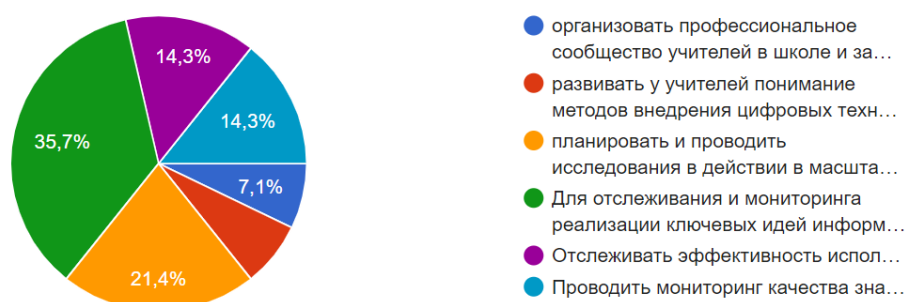 14,3%
14,3%
35,7%
7,1%
21,4%
организовать профессиональное
сообщество учителей в школе и за…
развивать у учителей понимание
методов внедрения цифровых техн…
планировать и проводить
исследования в действии в масшта…
Для отслеживания и мониторинга
реализации ключевых идей информ…
Отслеживать эффективность испол…
Проводить мониторинг качества зна…